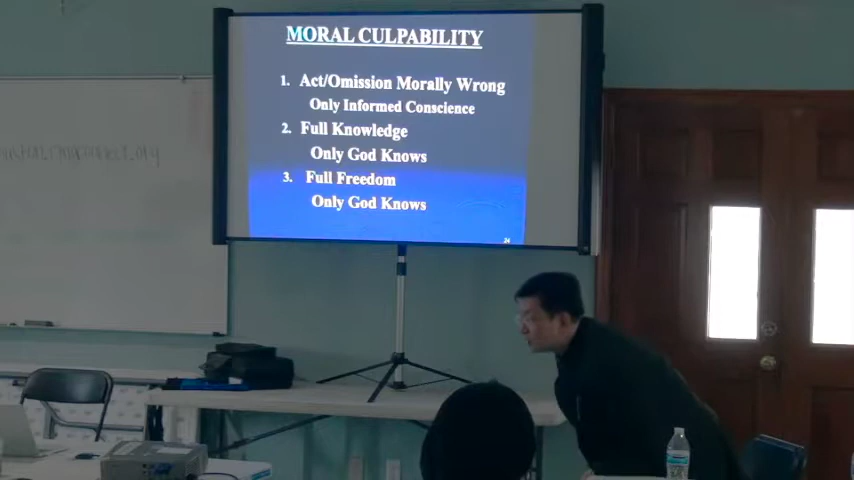 MORAL CULPABILITY
1. Act/Omission Morally Wrong
Only Informed Conscience
2. Full Knowledge
Only God Knows
3. Full Freedom
Only God Knows
24